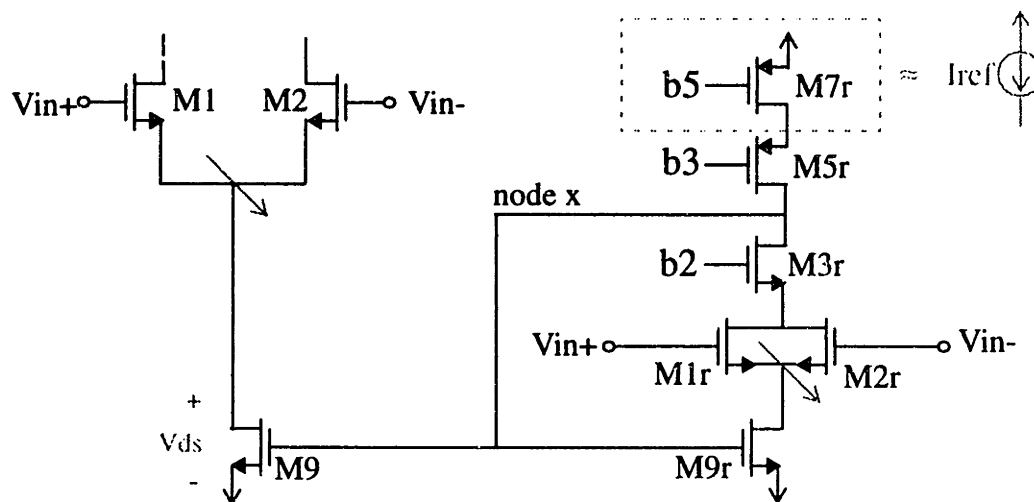 b5
M7r
≈ Iref
Vin+
M1
M2
Vin-
b3
M5r
node x
b2
M3r
Vin+
M1r
M2r
Vin-
+
Vds
-
M9
M9r